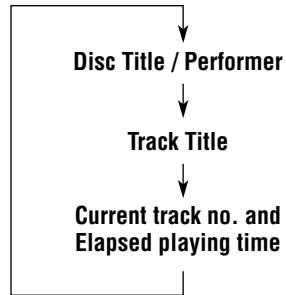 Disc Title / Performer
Track Title
Current track no. and
Elapsed playing time